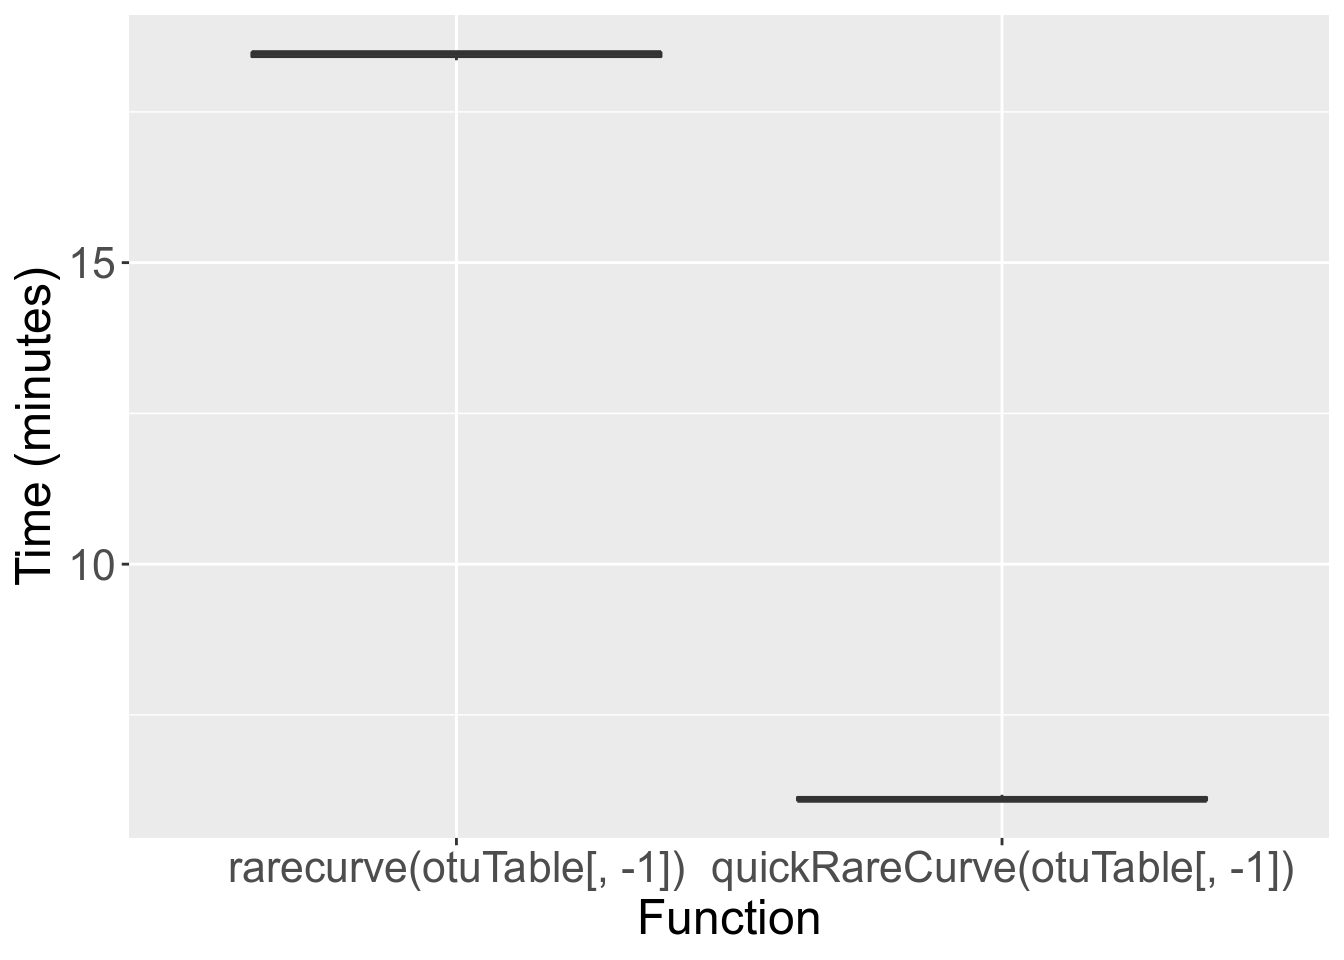 Time (minutes)
15
10
rarecurve(otuTable[, -1])
quickRareCurve(otuTable[, -1])
Function